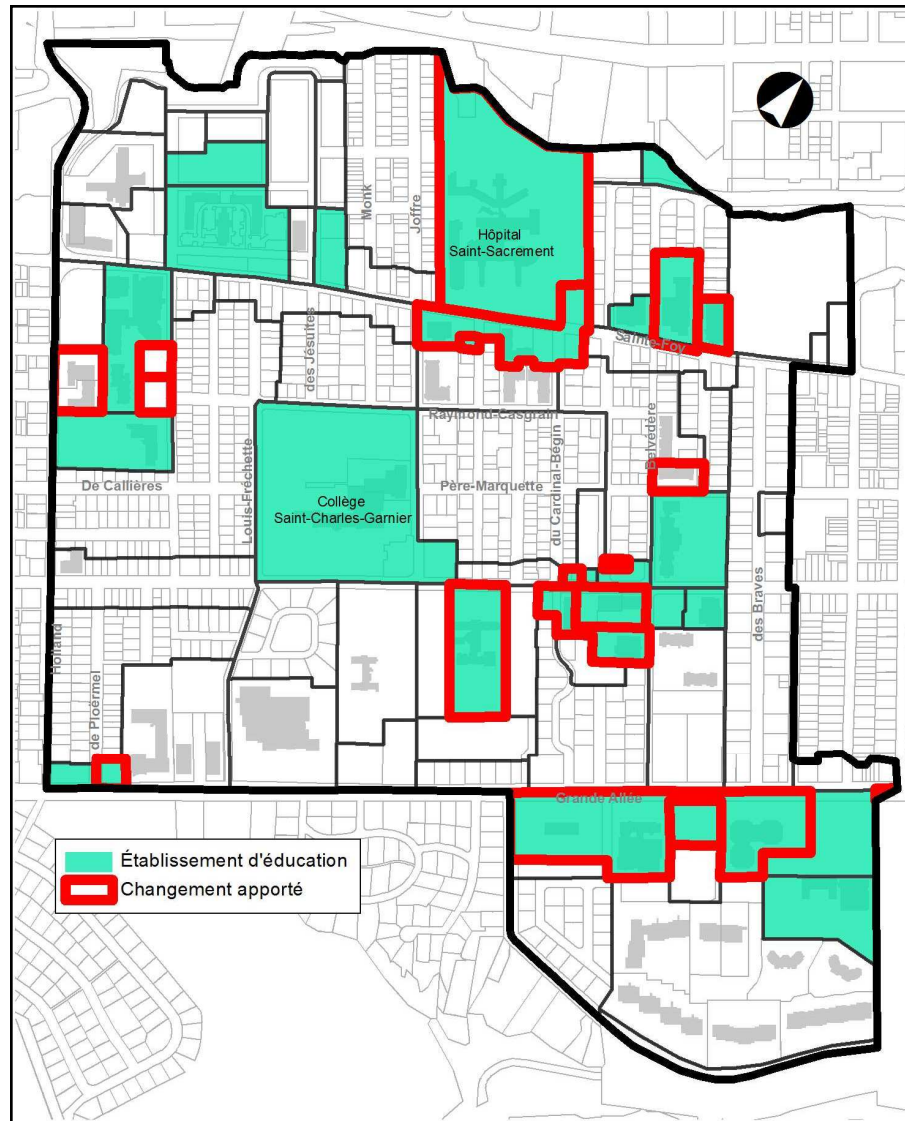 Monk
Joffre
Hôpital
Saint-Sacrement
des Jésuites
Sainte-Foy
Raymond-Casgrain
Belvédère
De Callières
Louis-Fréchette
Collège
Saint-Charles-Garnier
Père-Marquette
du Cardinal-Bégin
des Braves
Holland
de Ploërmel
Grande Allée
Établissement d'éducation
Changement apporté